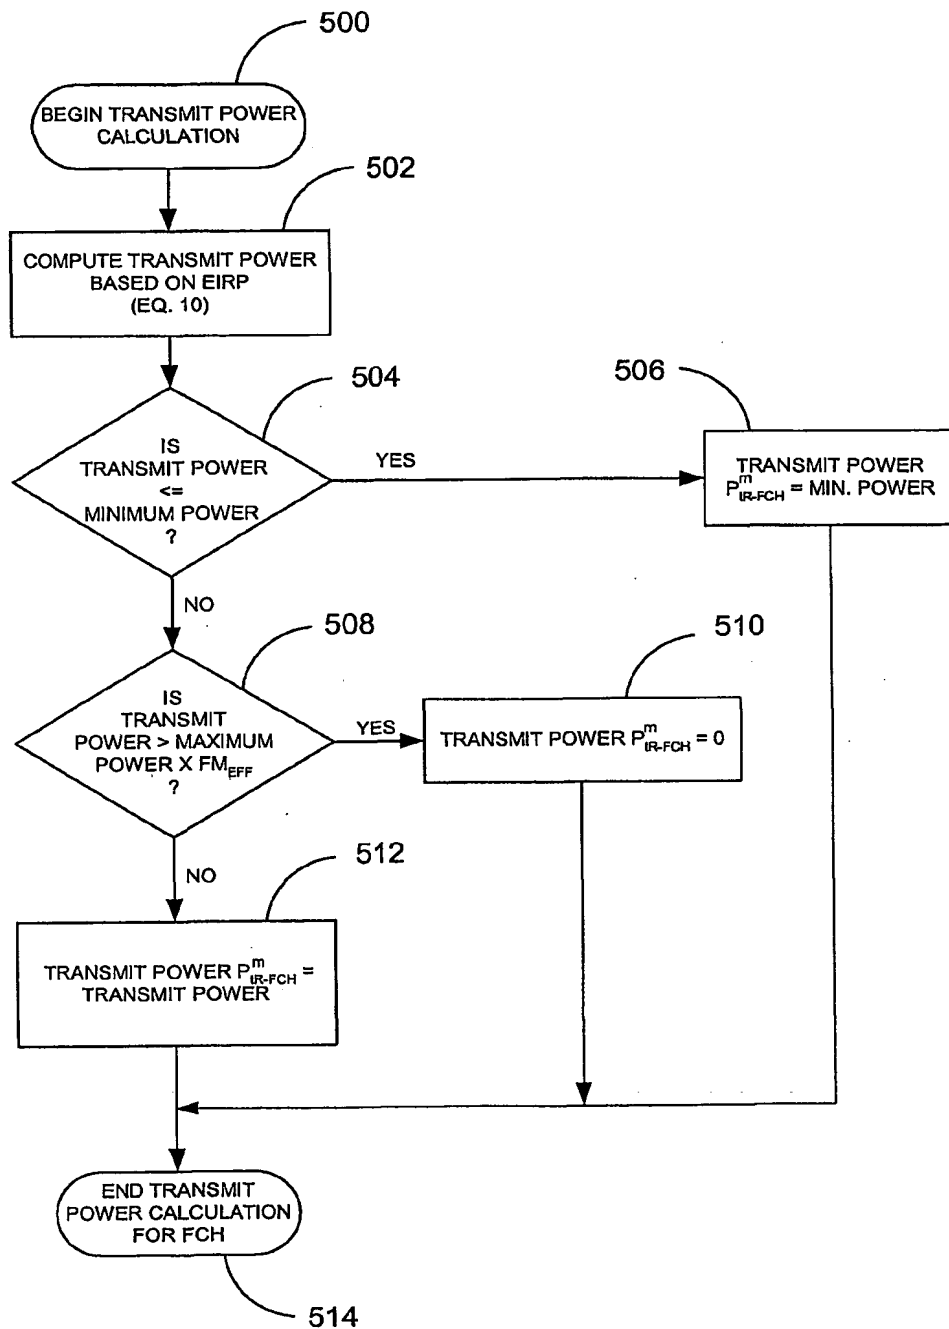 500
BEGIN TRANSMIT POWER
CALCULATION
502
COMPUTE TRANSMIT POWER
BASED ON EIRP
(EQ. 10)
504
IS
TRANSMIT POWER
<=
MINIMUM POWER
?
YES
506
TRANSMIT POWER
P^m_tR-FCH = MIN. POWER
NO
508
IS
TRANSMIT
POWER > MAXIMUM
POWER X FM_EFF
?
YES
510
TRANSMIT POWER P^m_tR-FCH = 0
NO
512
TRANSMIT POWER P^m_tR-FCH =
TRANSMIT POWER
END TRANSMIT
POWER CALCULATION
FOR FCH
514